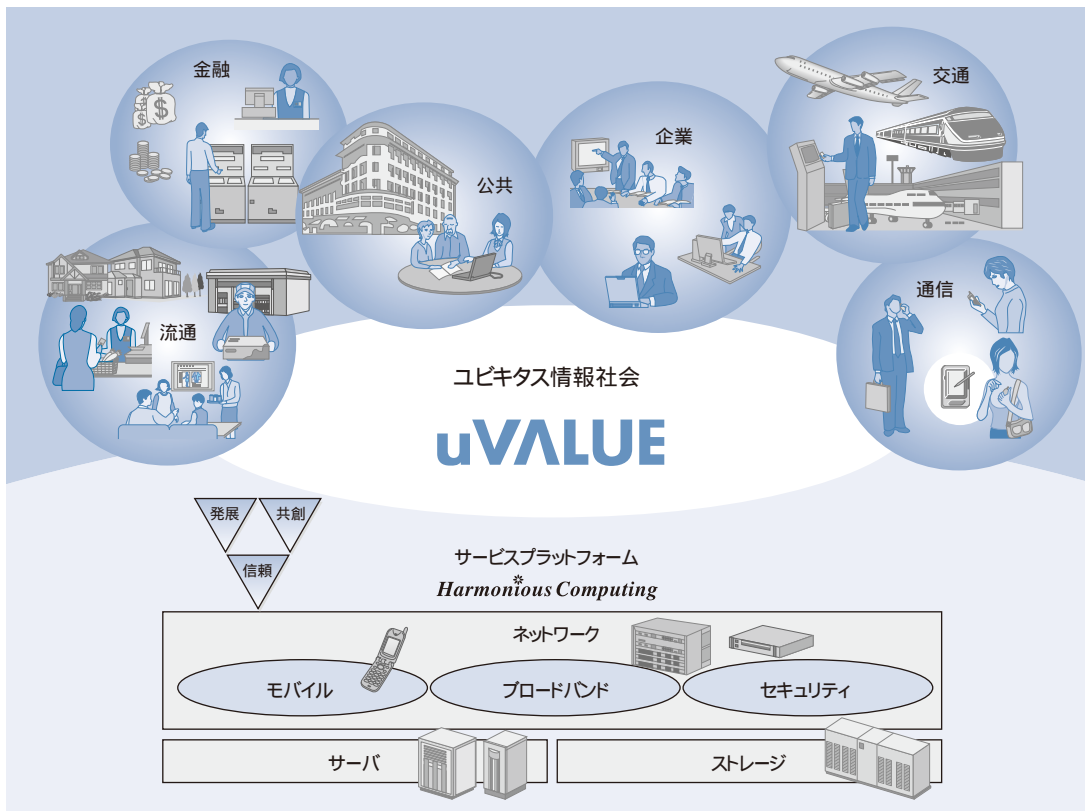 金融
公共
企業
交通
流通
通信
ユビキタス情報社会
uVALUE
発展
共創
信頼
サービスプラットフォーム
Harmonious Computing
ネットワーク
モバイル
ブロードバンド
セキュリティ
サーバ
ストレージ
$
$